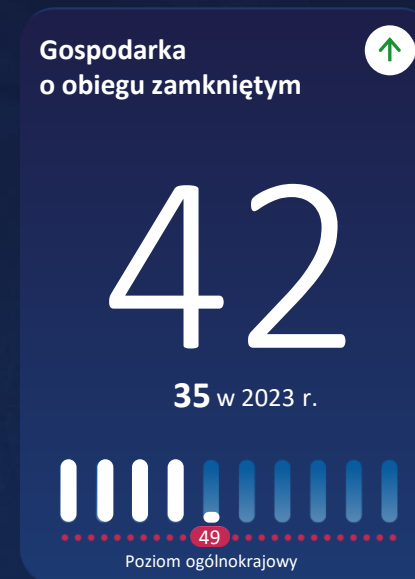 Gospodarka
o obiegu zamkniętym
42
35 w 2023 r.
49
Poziom ogólnokrajowy